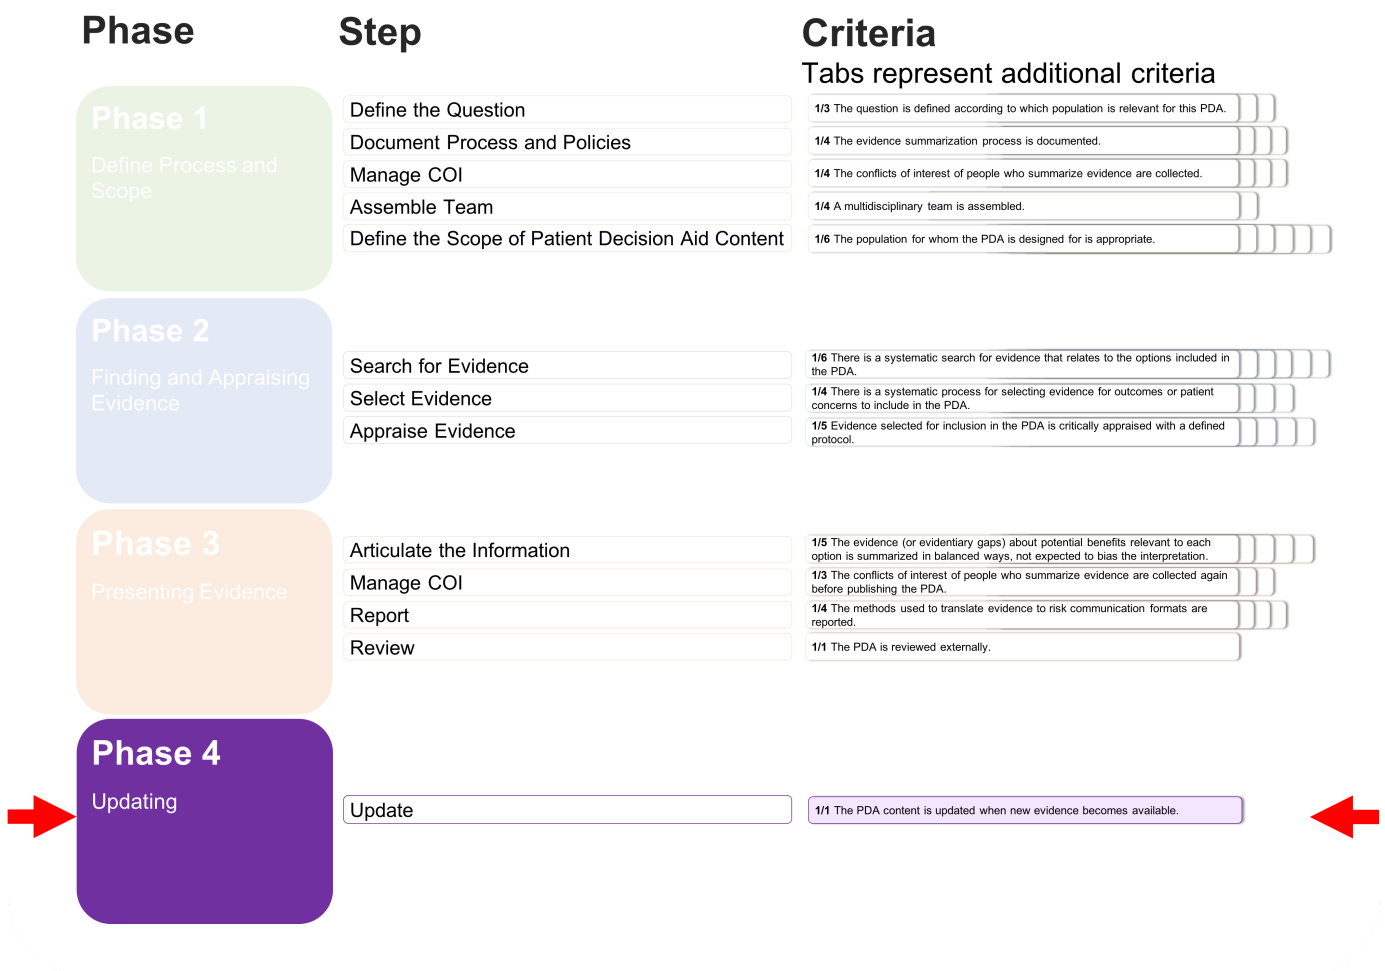 Phase
Step
Criteria
Tabs represent additional criteria
Phase 1
Define Process and
Scope
Define the Question
1/3 The question is defined according to which population is relevant for this PDA.
Document Process and Policies
1/4 The evidence summarization process is documented.
Manage COI
1/4 The conflicts of interest of people who summarize evidence are collected.
Assemble Team
1/4 A multidisciplinary team is assembled.
Define the Scope of Patient Decision Aid Content
1/6 The population for whom the PDA is designed for is appropriate.
Phase 2
Finding and Appraising
Evidence
Search for Evidence
1/6 There is a systematic search for evidence that relates to the options included in
the PDA.
Select Evidence
1/4 There is a systematic process for selecting evidence for outcomes or patient
concerns to include in the PDA.
Appraise Evidence
1/5 Evidence selected for inclusion in the PDA is critically appraised with a defined
protocol.
Phase 3
Presenting Evidence
Articulate the Information
1/5 The evidence (or evidentiary gaps) about potential benefits relevant to each
option is summarized in balanced ways, not expected to bias the interpretation.
Manage COI
1/3 The conflicts of interest of people who summarize evidence are collected again
before publishing the PDA.
Report
1/4 The methods used to translate evidence to risk communication formats are
reported.
Review
1/1 The PDA is reviewed externally.
Phase 4
Updating
Update
1/1 The PDA content is updated when new evidence becomes available.